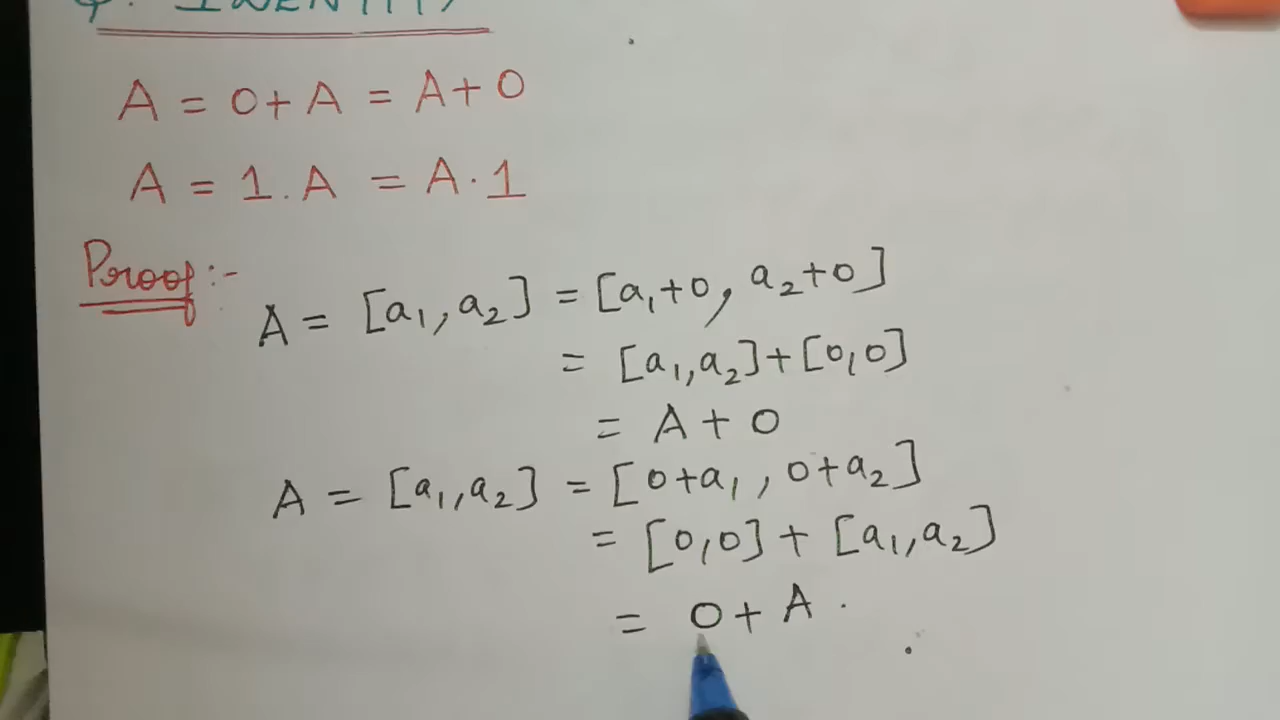 IDENTITY
A = 0 + A = A + 0
A = 1 . A = A . 1
Proof :-
A = [a₁, a₂] = [a₁+0, a₂+0]
= [a₁, a₂] + [0, 0]
= A + 0
A = [a₁, a₂] = [0+a₁, 0+a₂]
= [0, 0] + [a₁, a₂]
= 0 + A .